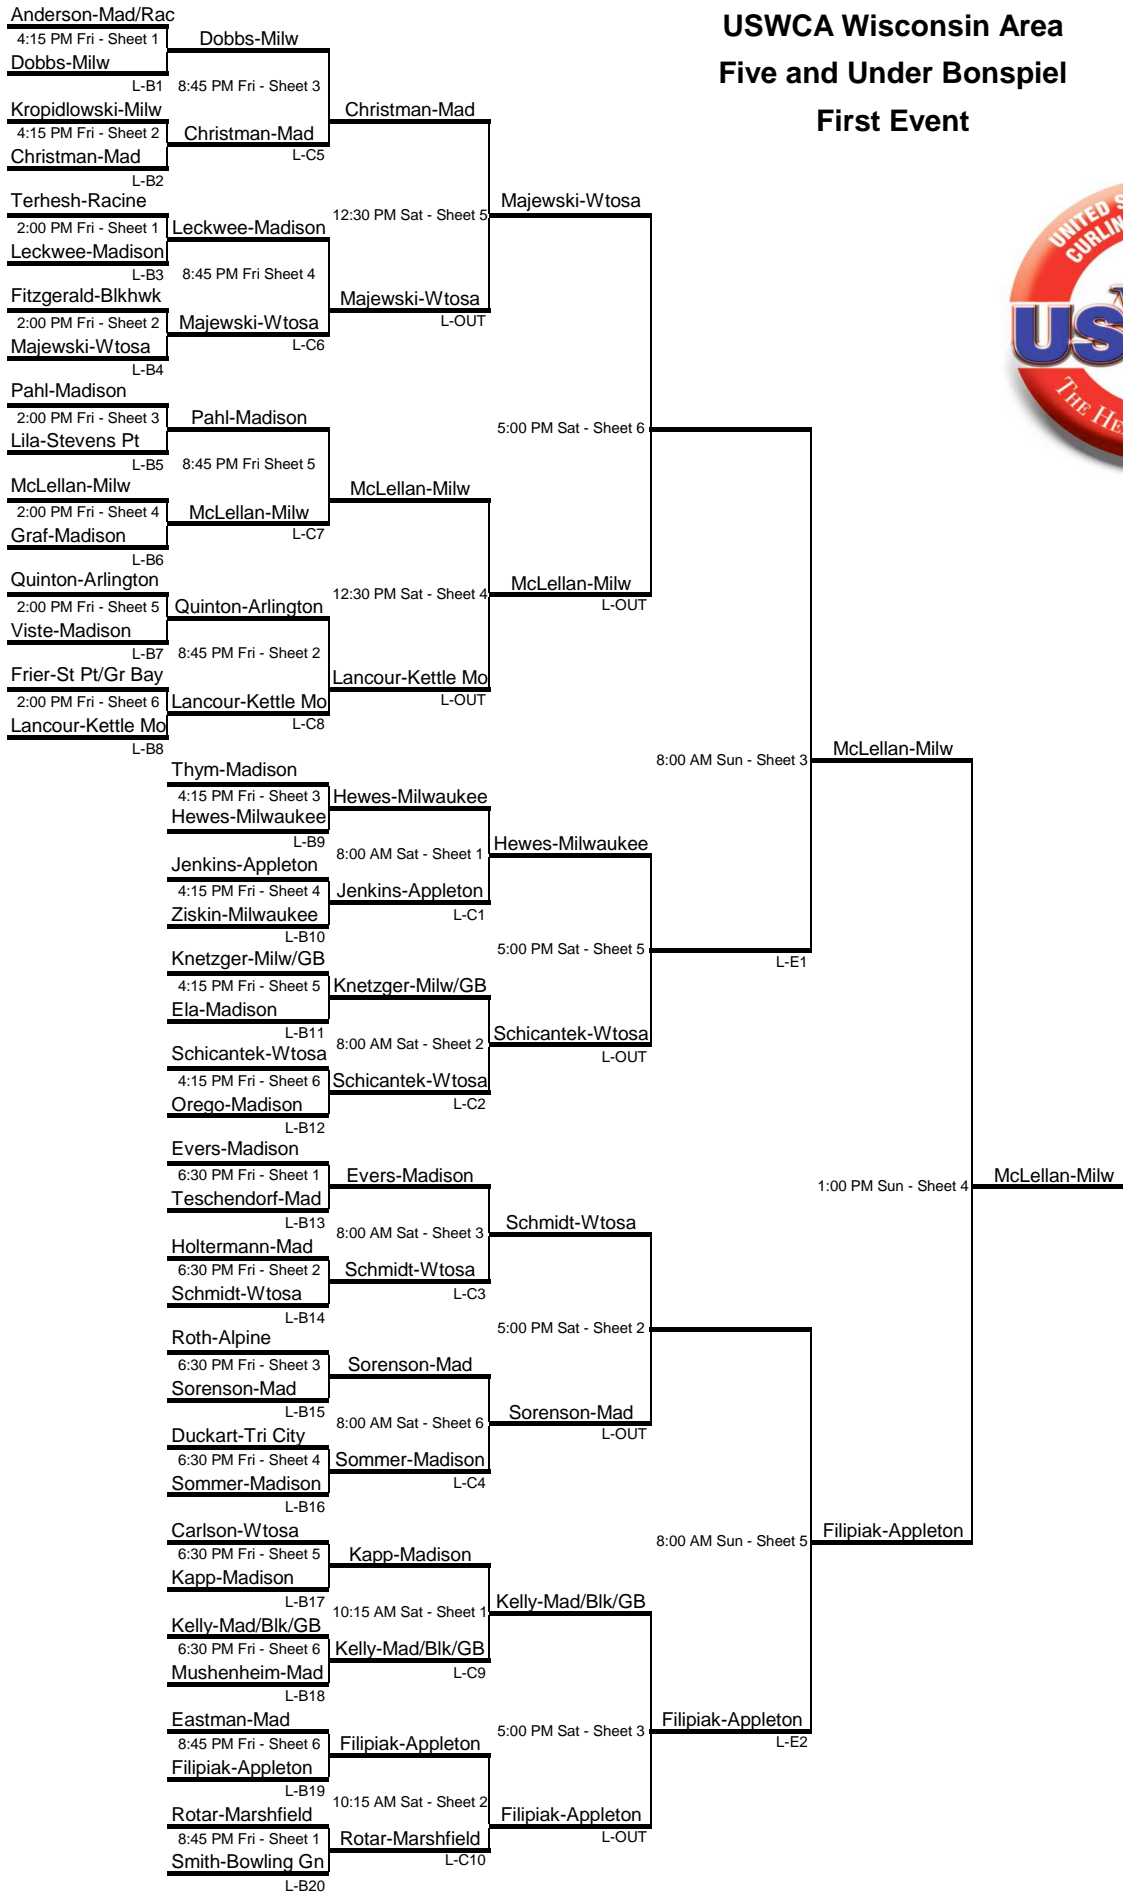 USWCA Wisconsin Area
Five and Under Bonspiel
First Event
UNITED S
CURLIN
US
THE HE
Anderson-Mad/Rac
4:15 PM Fri - Sheet 1
Dobbs-Milw
Dobbs-Milw
L-B1
8:45 PM Fri - Sheet 3
Kropidlowski-Milw
Christman-Mad
4:15 PM Fri - Sheet 2
Christman-Mad
Christman-Mad
L-C5
L-B2
Terhesh-Racine
Majewski-Wtosa
12:30 PM Sat - Sheet 5
2:00 PM Fri - Sheet 1
Leckwee-Madison
Leckwee-Madison
L-B3
8:45 PM Fri Sheet 4
Fitzgerald-Blkhwk
Majewski-Wtosa
L-OUT
2:00 PM Fri - Sheet 2
Majewski-Wtosa
Majewski-Wtosa
L-C6
L-B4
Pahl-Madison
2:00 PM Fri - Sheet 3
Pahl-Madison
5:00 PM Sat - Sheet 6
Lila-Stevens Pt
L-B5
8:45 PM Fri Sheet 5
McLellan-Milw
McLellan-Milw
2:00 PM Fri - Sheet 4
McLellan-Milw
Graf-Madison
L-C7
L-B6
Quinton-Arlington
McLellan-Milw
12:30 PM Sat - Sheet 4
2:00 PM Fri - Sheet 5
Quinton-Arlington
L-OUT
Viste-Madison
L-B7
8:45 PM Fri - Sheet 2
Frier-St Pt/Gr Bay
Lancour-Kettle Mo
2:00 PM Fri - Sheet 6
Lancour-Kettle Mo
L-OUT
Lancour-Kettle Mo
L-C8
L-B8
McLellan-Milw
8:00 AM Sun - Sheet 3
Thym-Madison
4:15 PM Fri - Sheet 3
Hewes-Milwaukee
Hewes-Milwaukee
L-B9
Hewes-Milwaukee
8:00 AM Sat - Sheet 1
Jenkins-Appleton
4:15 PM Fri - Sheet 4
Jenkins-Appleton
Ziskin-Milwaukee
L-C1
L-B10
5:00 PM Sat - Sheet 5
Knetzger-Milw/GB
L-E1
4:15 PM Fri - Sheet 5
Knetzger-Milw/GB
Ela-Madison
L-B11
Schicantek-Wtosa
8:00 AM Sat - Sheet 2
Schicantek-Wtosa
L-OUT
4:15 PM Fri - Sheet 6
Schicantek-Wtosa
Orego-Madison
L-C2
L-B12
Evers-Madison
6:30 PM Fri - Sheet 1
Evers-Madison
McLellan-Milw
1:00 PM Sun - Sheet 4
Teschendorf-Mad
L-B13
Schmidt-Wtosa
8:00 AM Sat - Sheet 3
Holtermann-Mad
6:30 PM Fri - Sheet 2
Schmidt-Wtosa
Schmidt-Wtosa
L-C3
L-B14
5:00 PM Sat - Sheet 2
Roth-Alpine
6:30 PM Fri - Sheet 3
Sorenson-Mad
Sorenson-Mad
L-B15
Sorenson-Mad
8:00 AM Sat - Sheet 6
Duckart-Tri City
L-OUT
6:30 PM Fri - Sheet 4
Sommer-Madison
Sommer-Madison
L-C4
L-B16
Carlson-Wtosa
Filipiak-Appleton
8:00 AM Sun - Sheet 5
6:30 PM Fri - Sheet 5
Kapp-Madison
Kapp-Madison
L-B17
Kelly-Mad/Blk/GB
10:15 AM Sat - Sheet 1
Kelly-Mad/Blk/GB
6:30 PM Fri - Sheet 6
Kelly-Mad/Blk/GB
Mushenheim-Mad
L-C9
L-B18
Eastman-Mad
Filipiak-Appleton
5:00 PM Sat - Sheet 3
8:45 PM Fri - Sheet 6
Filipiak-Appleton
L-E2
Filipiak-Appleton
L-B19
10:15 AM Sat - Sheet 2
Rotar-Marshfield
Filipiak-Appleton
8:45 PM Fri - Sheet 1
Rotar-Marshfield
L-OUT
Smith-Bowling Gn
L-C10
L-B20